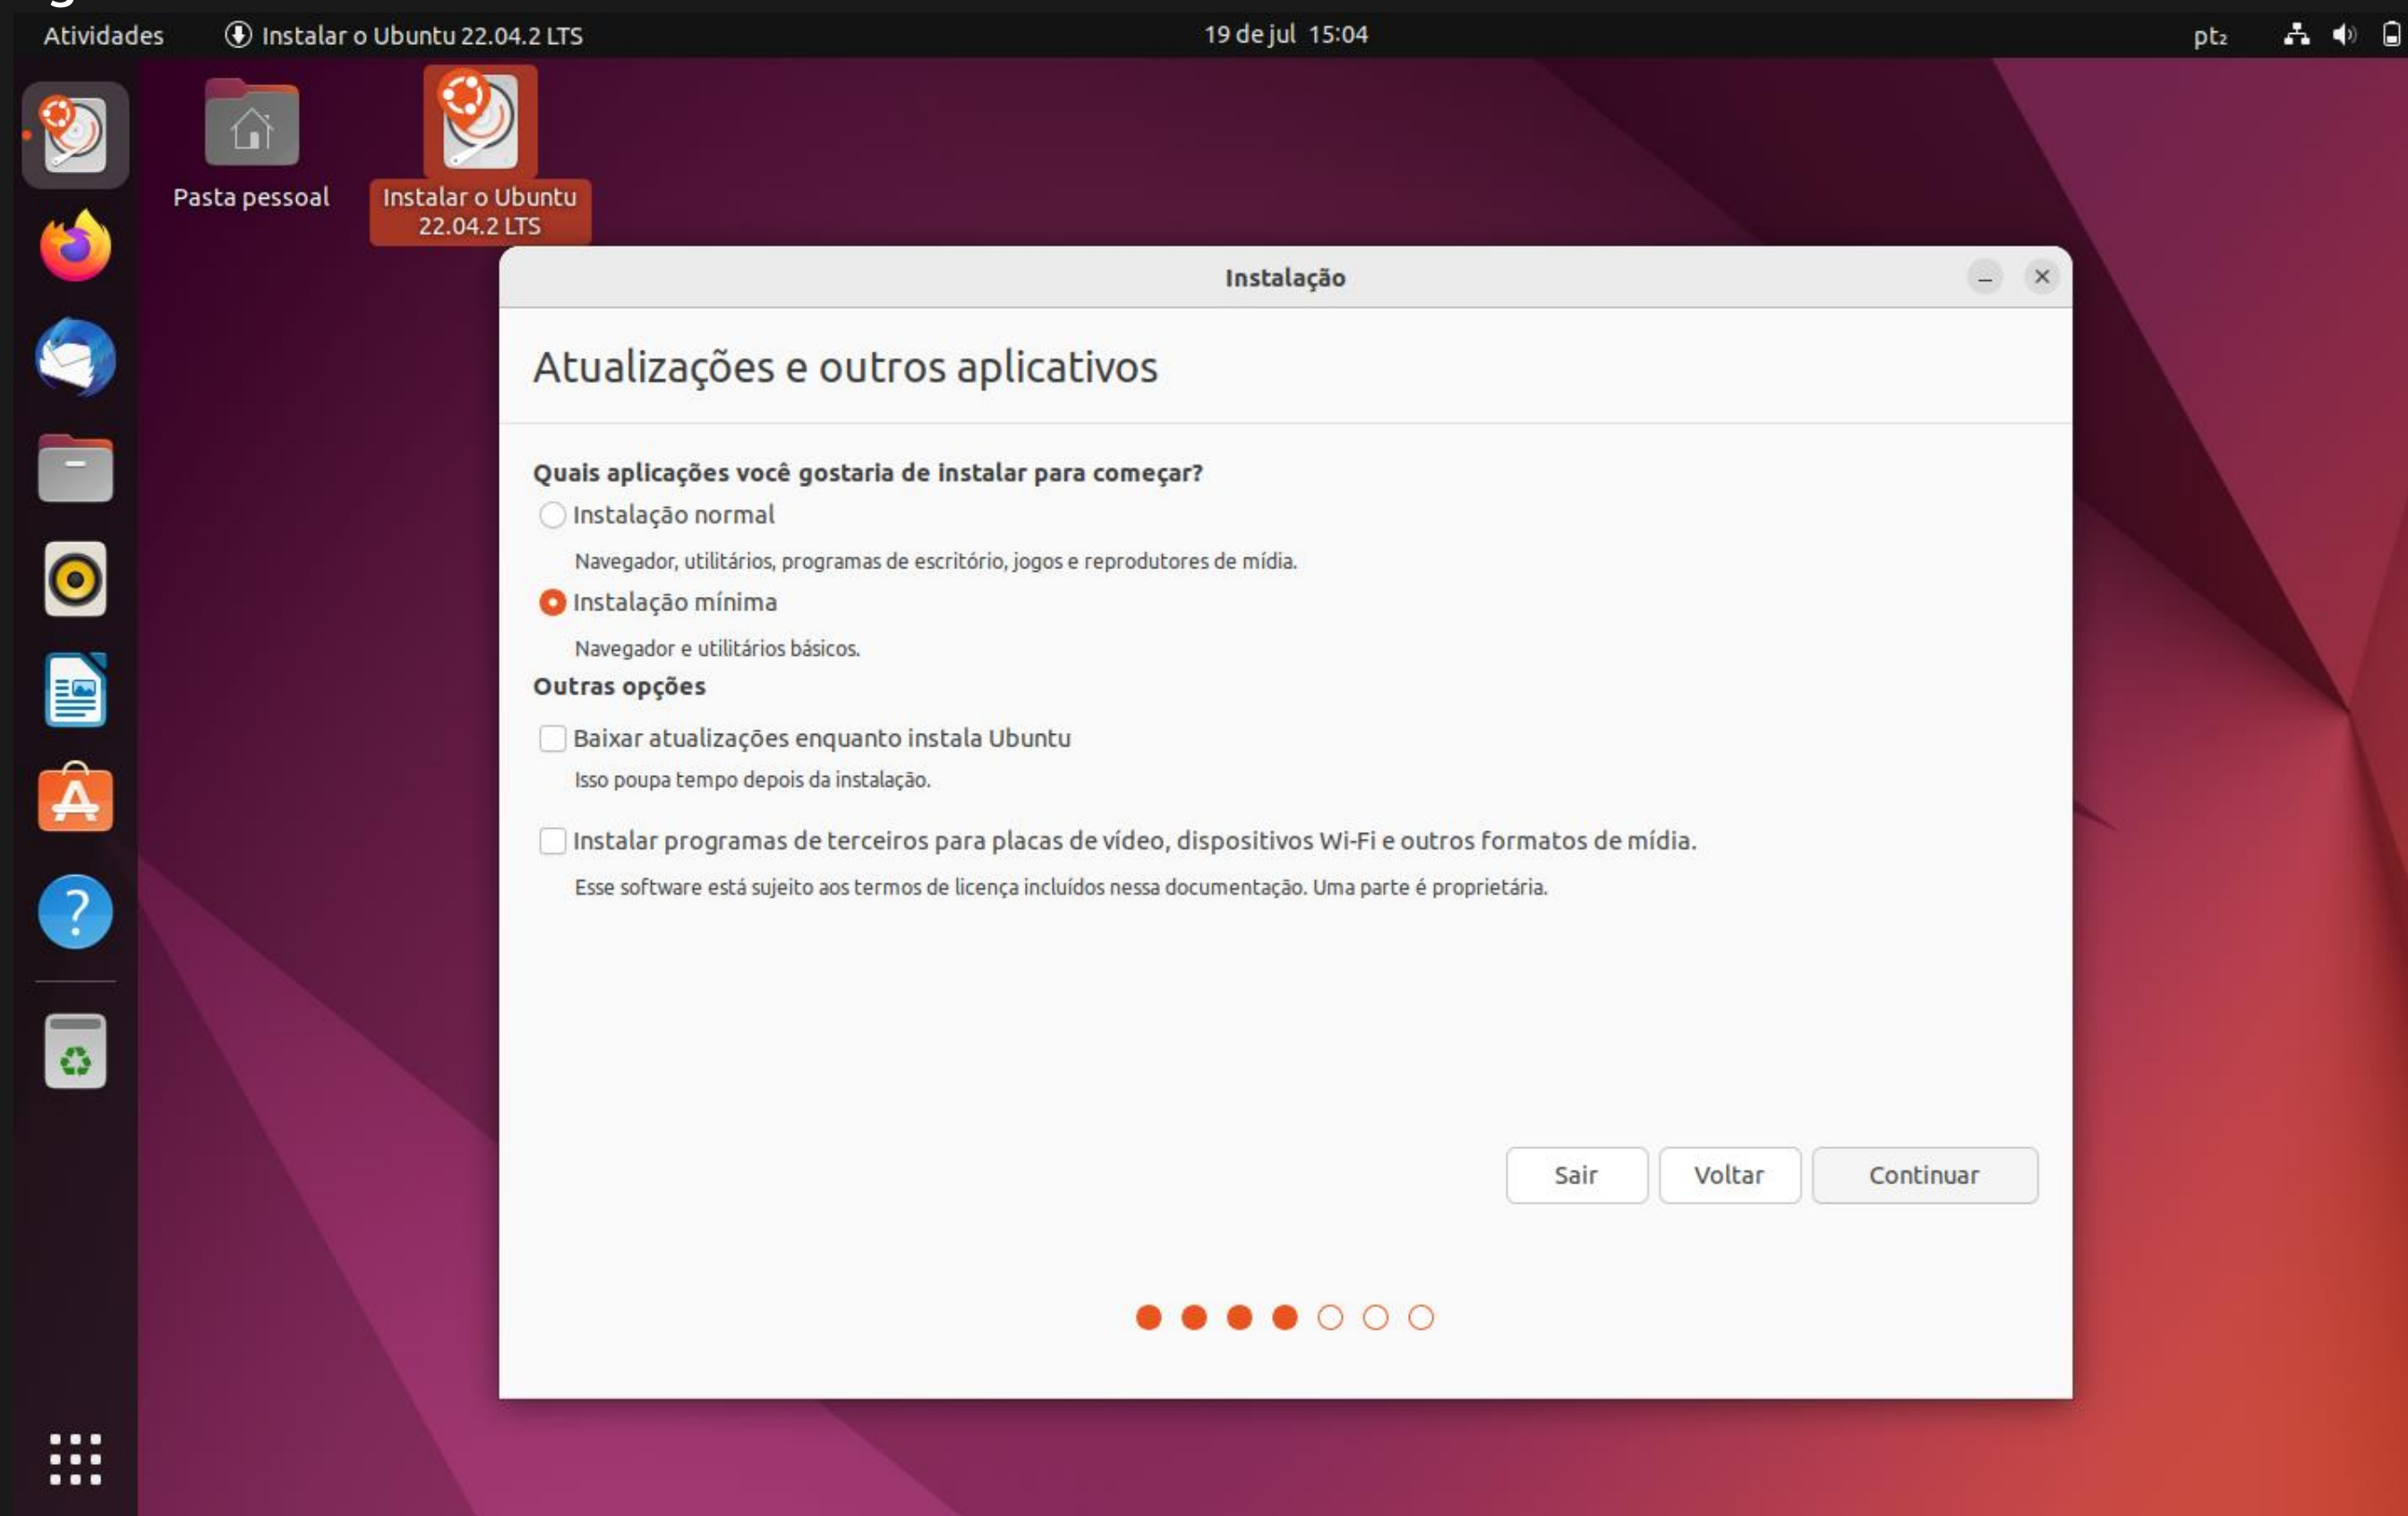 Atividades
Instalar o Ubuntu 22.04.2 LTS
19 de jul 15:04
pt₂
Pasta pessoal
Instalar o Ubuntu
22.04.2 LTS
Instalação
Atualizações e outros aplicativos
Quais aplicações você gostaria de instalar para começar?
Instalação normal
Navegador, utilitários, programas de escritório, jogos e reprodutores de mídia.
Instalação mínima
Navegador e utilitários básicos.
Outras opções
Baixar atualizações enquanto instala Ubuntu
Isso poupa tempo depois da instalação.
Instalar programas de terceiros para placas de vídeo, dispositivos Wi-Fi e outros formatos de mídia.
Esse software está sujeito aos termos de licença incluídos nessa documentação. Uma parte é proprietária.
Sair
Voltar
Continuar